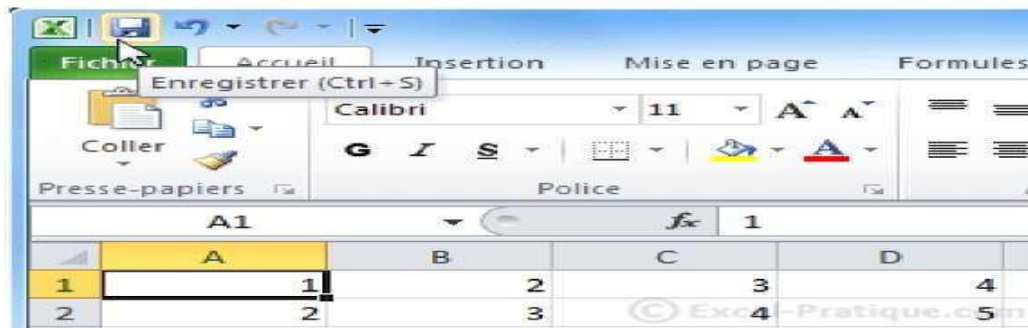 Fichier Accueil Insertion Mise en page Formules
Enregistrer (Ctrl+S)
Calibri 11 A A
Coller G I S A
Presse-papiers Police
A1 fx 1
A B C D
1 1 2 3 4
2 2 3 4 5
© Excel-Pratique.com